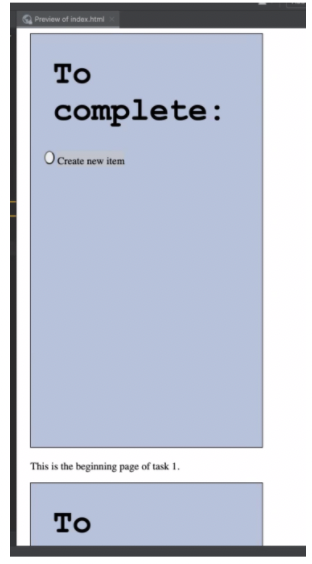 Preview of index.html
To
complete:
Create new item
This is the beginning page of task 1.
To